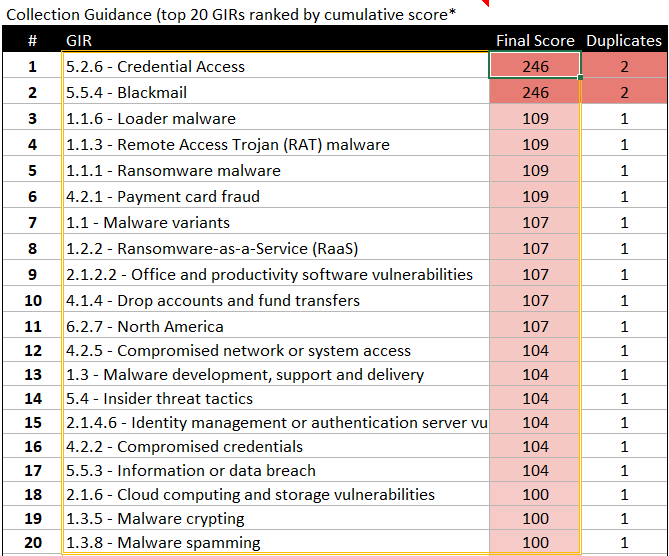 Collection Guidance (top 20 GIRs ranked by cumulative score*
# GIR Final Score Duplicates
1 5.2.6 - Credential Access 246 2
2 5.5.4 - Blackmail 246 2
3 1.1.6 - Loader malware 109 1
4 1.1.3 - Remote Access Trojan (RAT) malware 109 1
5 1.1.1 - Ransomware malware 109 1
6 4.2.1 - Payment card fraud 109 1
7 1.1 - Malware variants 107 1
8 1.2.2 - Ransomware-as-a-Service (RaaS) 107 1
9 2.1.2.2 - Office and productivity software vulnerabilities 107 1
10 4.1.4 - Drop accounts and fund transfers 107 1
11 6.2.7 - North America 107 1
12 4.2.5 - Compromised network or system access 104 1
13 1.3 - Malware development, support and delivery 104 1
14 5.4 - Insider threat tactics 104 1
15 2.1.4.6 - Identity management or authentication server vu 104 1
16 4.2.2 - Compromised credentials 104 1
17 5.5.3 - Information or data breach 104 1
18 2.1.6 - Cloud computing and storage vulnerabilities 100 1
19 1.3.5 - Malware crypting 100 1
20 1.3.8 - Malware spamming 100 1